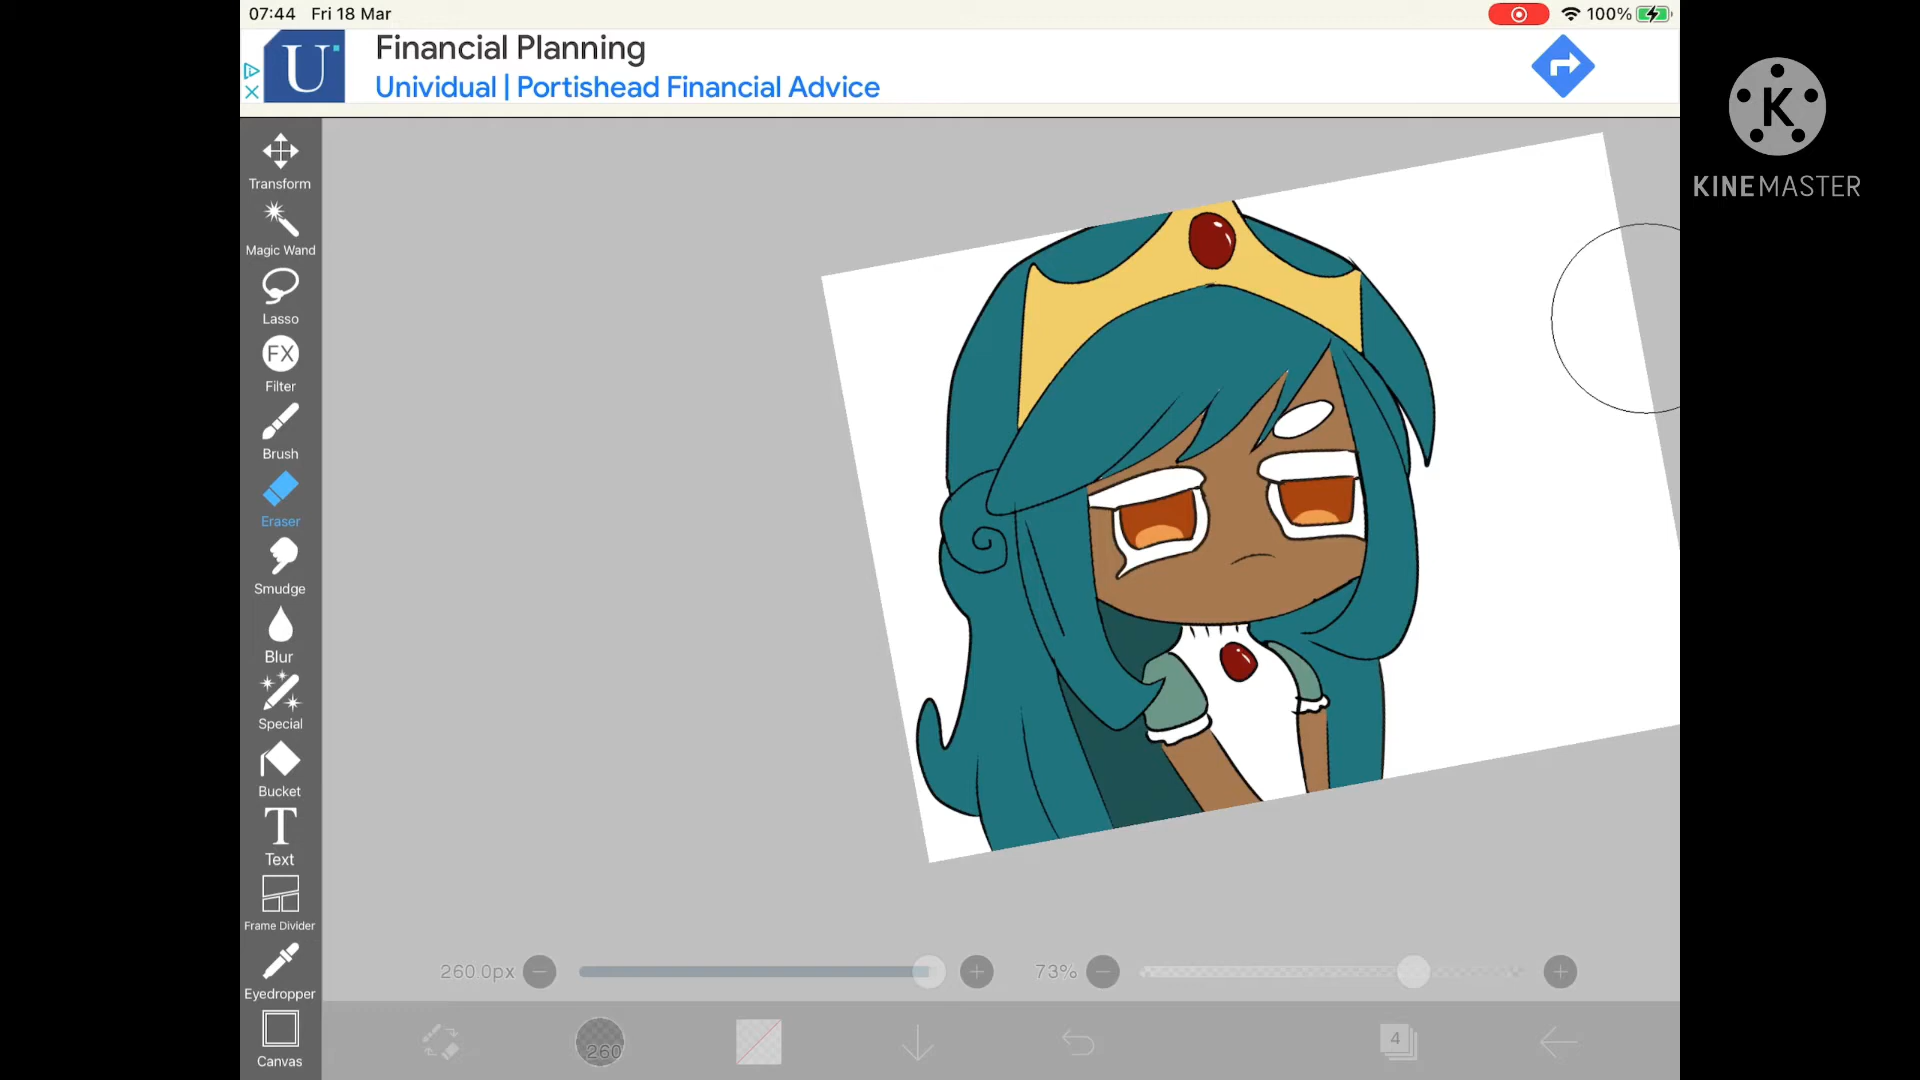 07:44 Fri 18 Mar
100%
U
Financial Planning
Unividual | Portishead Financial Advice
K
KINEMASTER
Transform
Magic Wand
Lasso
FX
Filter
Brush
Eraser
Smudge
Blur
Special
Bucket
T
Text
Frame Divider
Eyedropper
Canvas
260.0px
73%
260
4